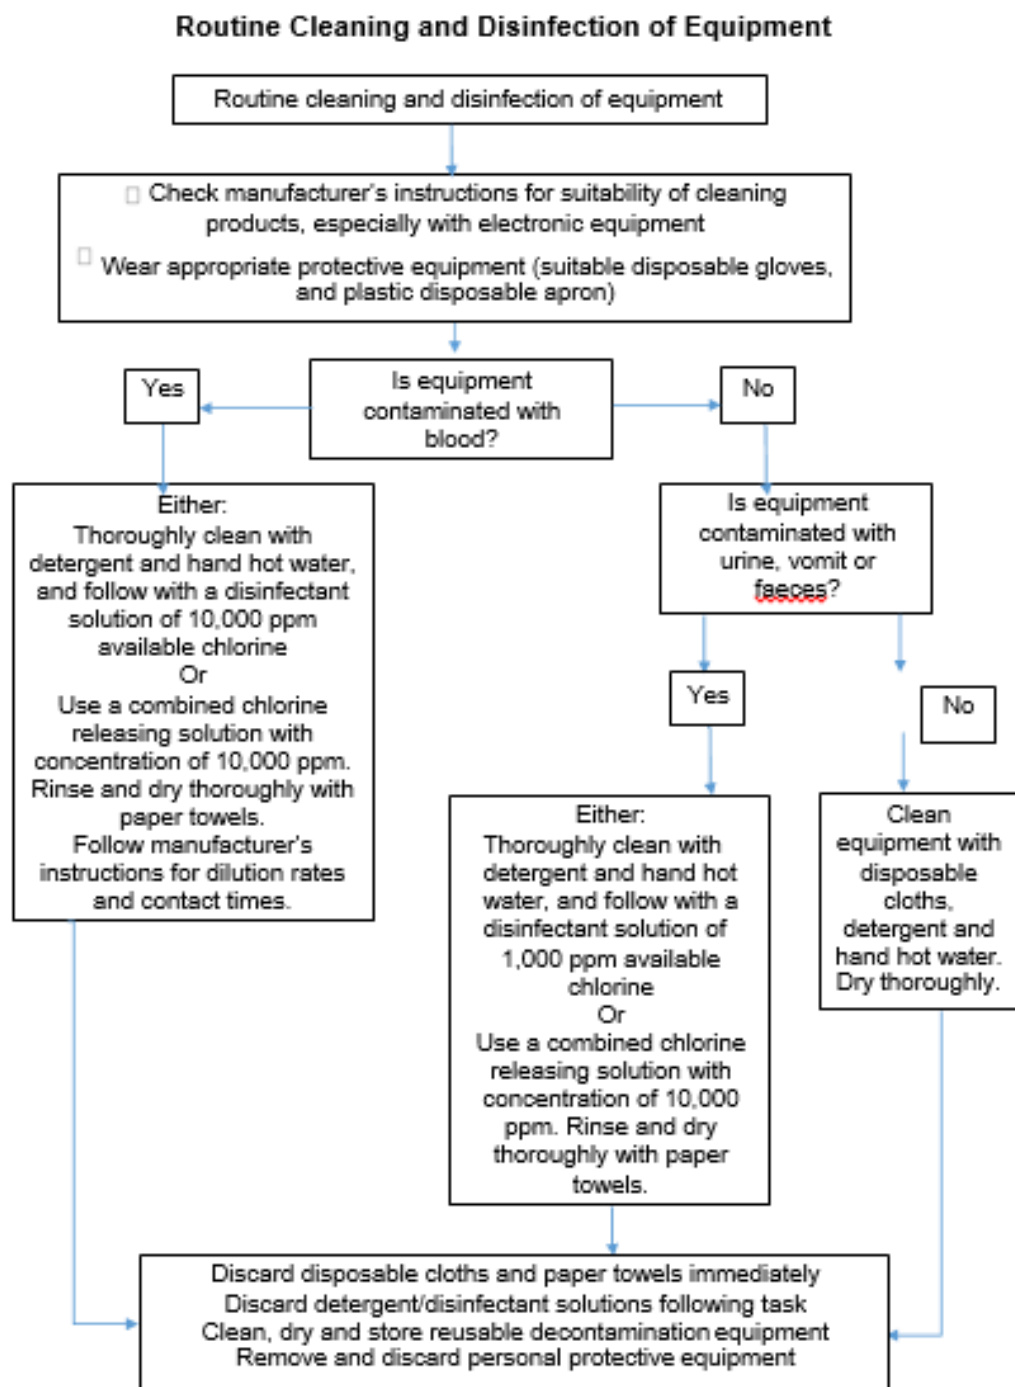 Routine Cleaning and Disinfection of Equipment
Routine cleaning and disinfection of equipment
Check manufacturer's instructions for suitability of cleaning
products, especially with electronic equipment
Wear appropriate protective equipment (suitable disposable gloves,
and plastic disposable apron)
Is equipment
contaminated with
blood?
Yes
No
Either:
Thoroughly clean with
detergent and hand hot water,
and follow with a disinfectant
solution of 10,000 ppm
available chlorine
Or
Use a combined chlorine
releasing solution with
concentration of 10,000 ppm.
Rinse and dry thoroughly with
paper towels.
Follow manufacturer's
instructions for dilution rates
and contact times.
Is equipment
contaminated with
urine, vomit or
faeces?
Yes
No
Either:
Thoroughly clean with
detergent and hand hot
water, and follow with a
disinfectant solution of
1,000 ppm available
chlorine
Or
Use a combined chlorine
releasing solution with
concentration of 10,000
ppm. Rinse and dry
thoroughly with paper
towels.
Clean
equipment with
disposable
cloths,
detergent and
hand hot water.
Dry thoroughly.
Discard disposable cloths and paper towels immediately
Discard detergent/disinfectant solutions following task
Clean, dry and store reusable decontamination equipment
Remove and discard personal protective equipment